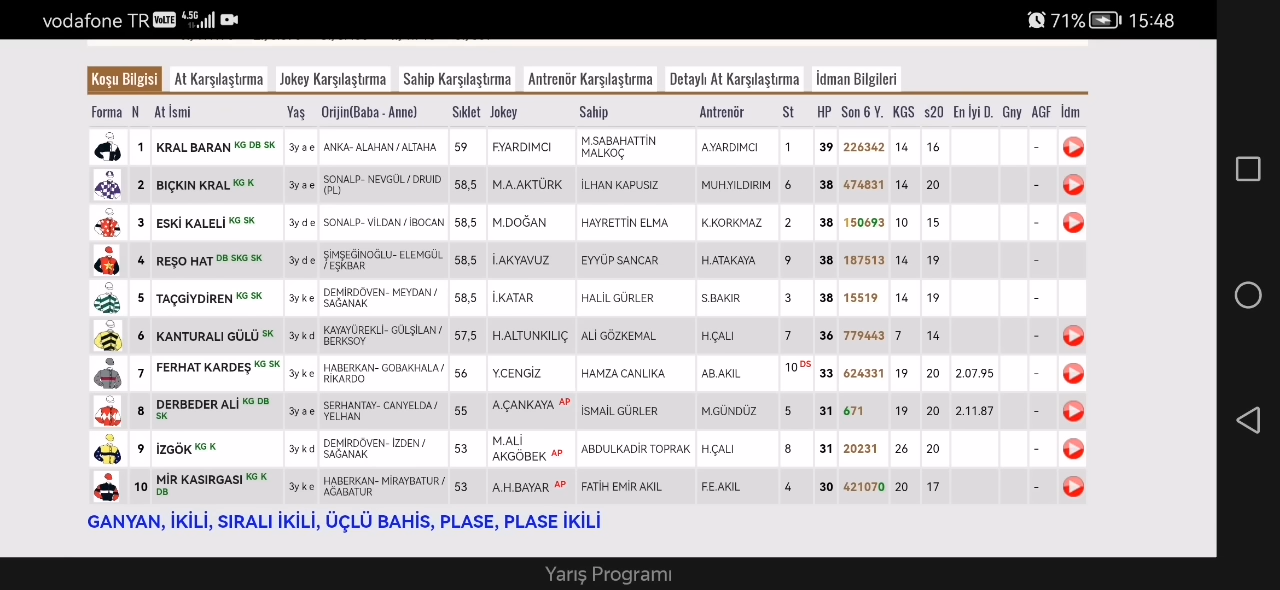 vodafone TR VoLTE 4.5G 71% 15:48
Koşu Bilgisi At Karşılaştırma Jokey Karşılaştırma Sahip Karşılaştırma Antrenör Karşılaştırma Detaylı At Karşılaştırma İdman Bilgileri
Forma N At İsmi Yaş Orijin(Baba - Anne) Sıklet Jokey Sahip Antrenör St HP Son 6 Y. KGS s20 En İyi D. Gny AGF İdm
1 KRAL BARAN KG DB SK 3y a e ANKA- ALAHAN / ALTAHA 59 F.YARDIMCI M.SABAHATTİN MALKOÇ A.YARDIMCI 1 39 226342 14 16 -
2 BIÇKIN KRAL KG K 3y a e SONALP- NEVGÜL / DRUID (PL) 58,5 M.A.AKTÜRK İLHAN KAPUSIZ MUH.YILDIRIM 6 38 474831 14 20 -
3 ESKİ KALELİ KG SK 3y d e SONALP- VİLDAN / İBOCAN 58,5 M.DOĞAN HAYRETTİN ELMA K.KORKMAZ 2 38 150693 10 15 -
4 REŞO HAT DB SKG SK 3y d e ŞİMŞEĞİNOĞLU- ELEMGÜL / EŞKBAR 58,5 İ.AKYAVUZ EYYÜP SANCAR H.ATAKAYA 9 38 187513 14 19 -
5 TAÇGİYDİREN KG SK 3y k e DEMİRDÖVEN- MEYDAN / SAĞANAK 58,5 İ.KATAR HALİL GÜRLER S.BAKIR 3 38 15519 14 19 -
6 KANTURALI GÜLÜ SK 3y k d KAYAYÜREKLİ- GÜLŞİLAN / BERKSOY 57,5 H.ALTUNKILIÇ ALİ GÖZKEMAL H.ÇALI 7 36 779443 7 14 -
7 FERHAT KARDEŞ KG SK 3y k e HABERKAN- GOBAKHALA / RİKARDO 56 Y.CENGİZ HAMZA CANLIKA AB.AKIL 10 DS 33 624331 19 20 2.07.95 -
8 DERBEDER ALİ KG DB SK 3y a e SERHANTAY- CANYELDA / YELHAN 55 A.ÇANKAYA AP İSMAİL GÜRLER M.GÜNDÜZ 5 31 671 19 20 2.11.87 -
9 İZGÖK KG K 3y k d DEMİRDÖVEN- İZDEN / SAĞANAK 53 M.ALİ AKGÖBEK AP ABDULKADİR TOPRAK H.ÇALI 8 31 20231 26 20 -
10 MİR KASIRGASI KG K DB 3y k e HABERKAN- MİRAYBATUR / AĞABATUR 53 A.H.BAYAR AP FATİH EMİR AKIL F.E.AKIL 4 30 421070 20 17 -
GANYAN, İKİLİ, SIRALI İKİLİ, ÜÇLÜ BAHİS, PLASE, PLASE İKİLİ
Yarış Programı